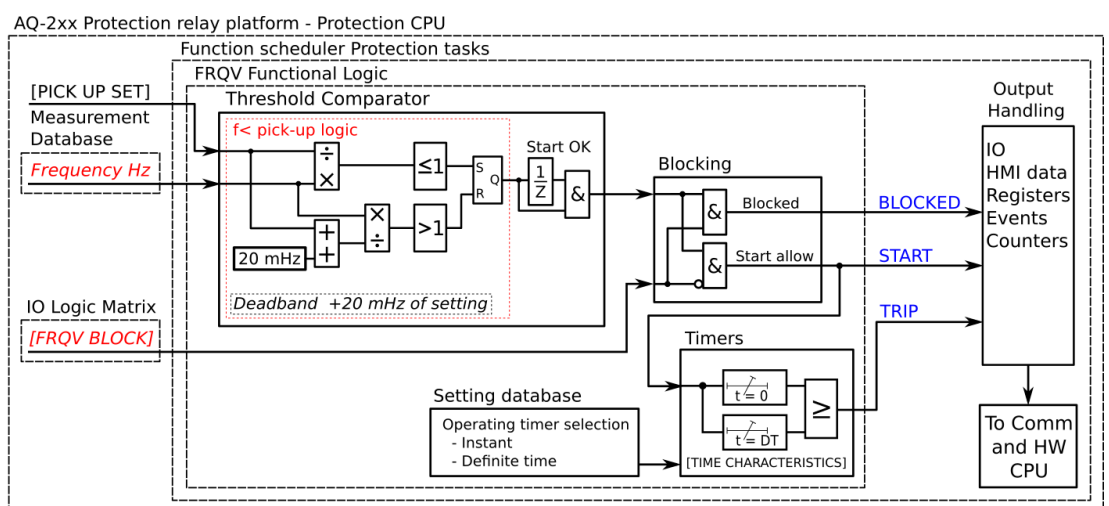 AQ-2xx Protection relay platform - Protection CPU
Function scheduler Protection tasks
FRQV Functional Logic
[PICK UP SET]
Measurement
Database
Frequency Hz
Threshold Comparator
f< pick-up logic
÷
×
≤1
S
R
Q
×
÷
>1
+
+
20 mHz
Deadband +20 mHz of setting
Start OK
1
Z
&
Blocking
&
Blocked
&
Start allow
BLOCKED
START
TRIP
Output
Handling
IO
HMI data
Registers
Events
Counters
To Comm
and HW
CPU
IO Logic Matrix
[FRQV BLOCK]
Timers
t = 0
t = DT
≥
[TIME CHARACTERISTICS]
Setting database
Operating timer selection
- Instant
- Definite time